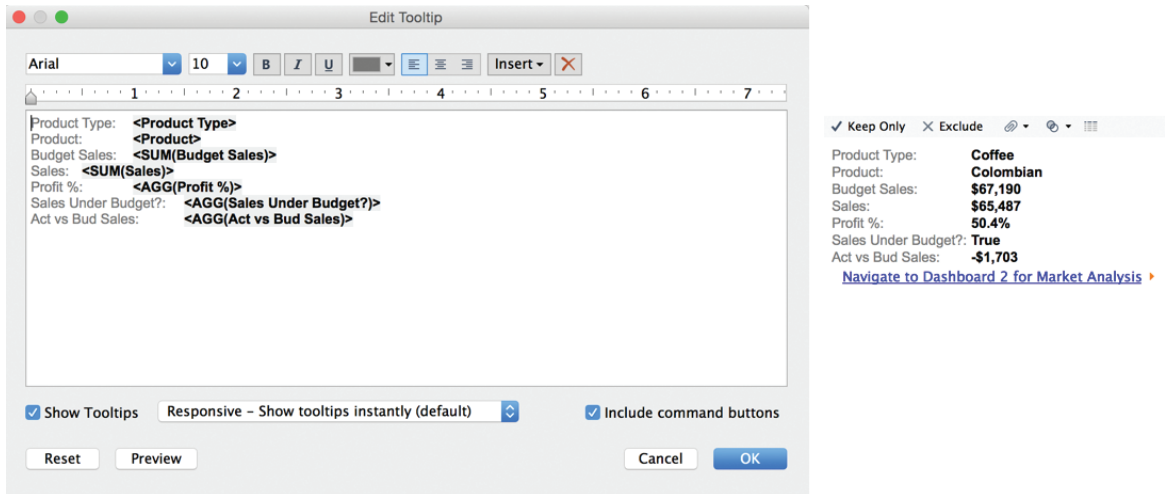 Edit Tooltip
Arial 10 B I U Insert
1 2 3 4 5 6 7
Product Type: <Product Type>
Product: <Product>
Budget Sales: <SUM(Budget Sales)>
Sales: <SUM(Sales)>
Profit %: <AGG(Profit %)>
Sales Under Budget?: <AGG(Sales Under Budget?)>
Act vs Bud Sales: <AGG(Act vs Bud Sales)>
Show Tooltips Responsive – Show tooltips instantly (default) Include command buttons
Reset Preview Cancel OK
Keep Only Exclude
Product Type: Coffee
Product: Colombian
Budget Sales: $67,190
Sales: $65,487
Profit %: 50.4%
Sales Under Budget?: True
Act vs Bud Sales: -$1,703
Navigate to Dashboard 2 for Market Analysis